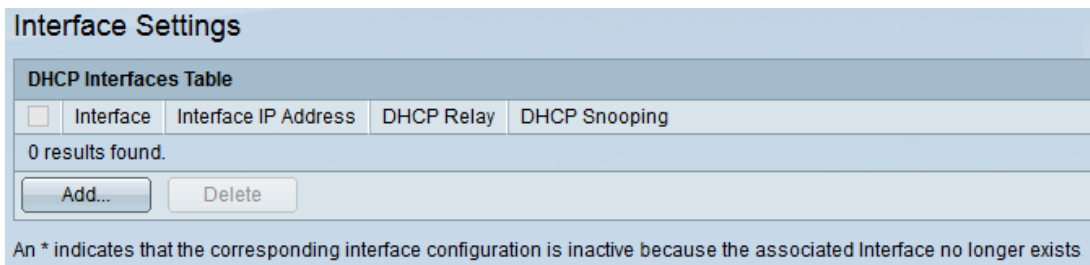 Interface Settings
DHCP Interfaces Table
Interface Interface IP Address DHCP Relay DHCP Snooping
0 results found.
Add... Delete
An * indicates that the corresponding interface configuration is inactive because the associated Interface no longer exists